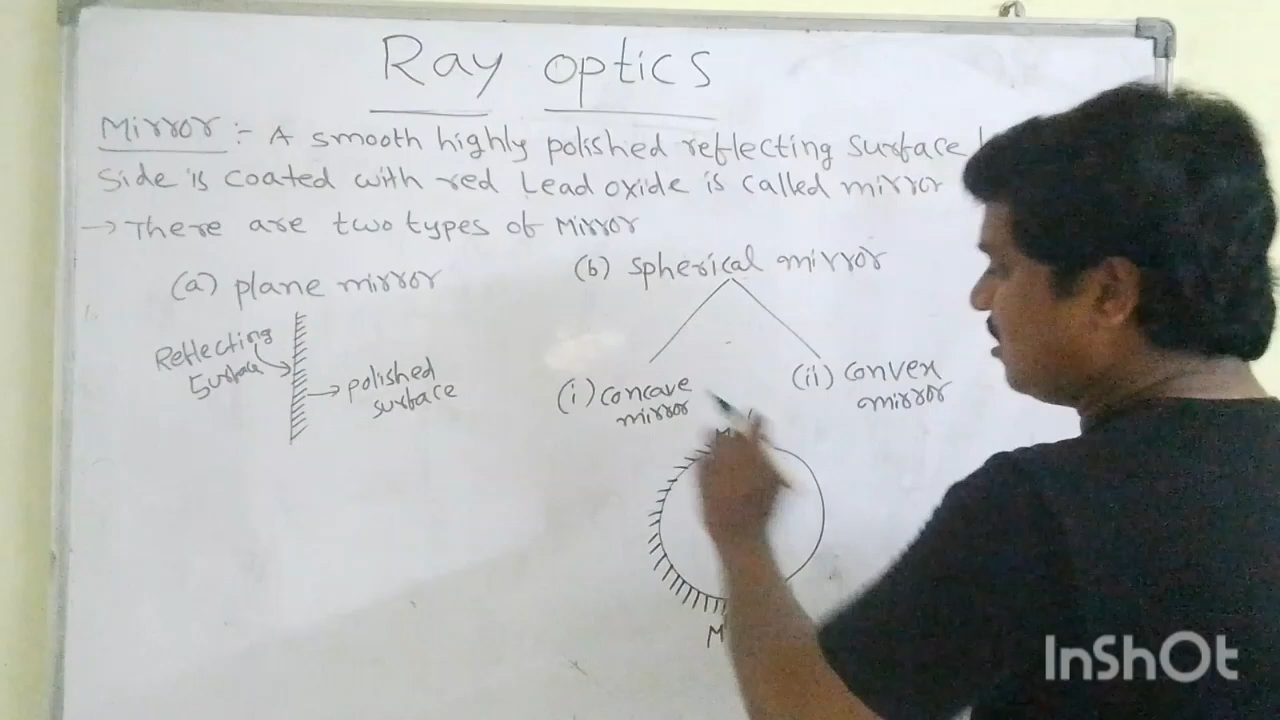 Ray optics
Mirror :- A smooth highly polished reflecting surface
side is coated with red Lead oxide is called mirror
→ There are two types of Mirror
(a) plane mirror
(b) spherical mirror
Reflecting
surface
→ polished
surface
(i) concave
mirror
(ii) convex
mirror
M
M
InShOt